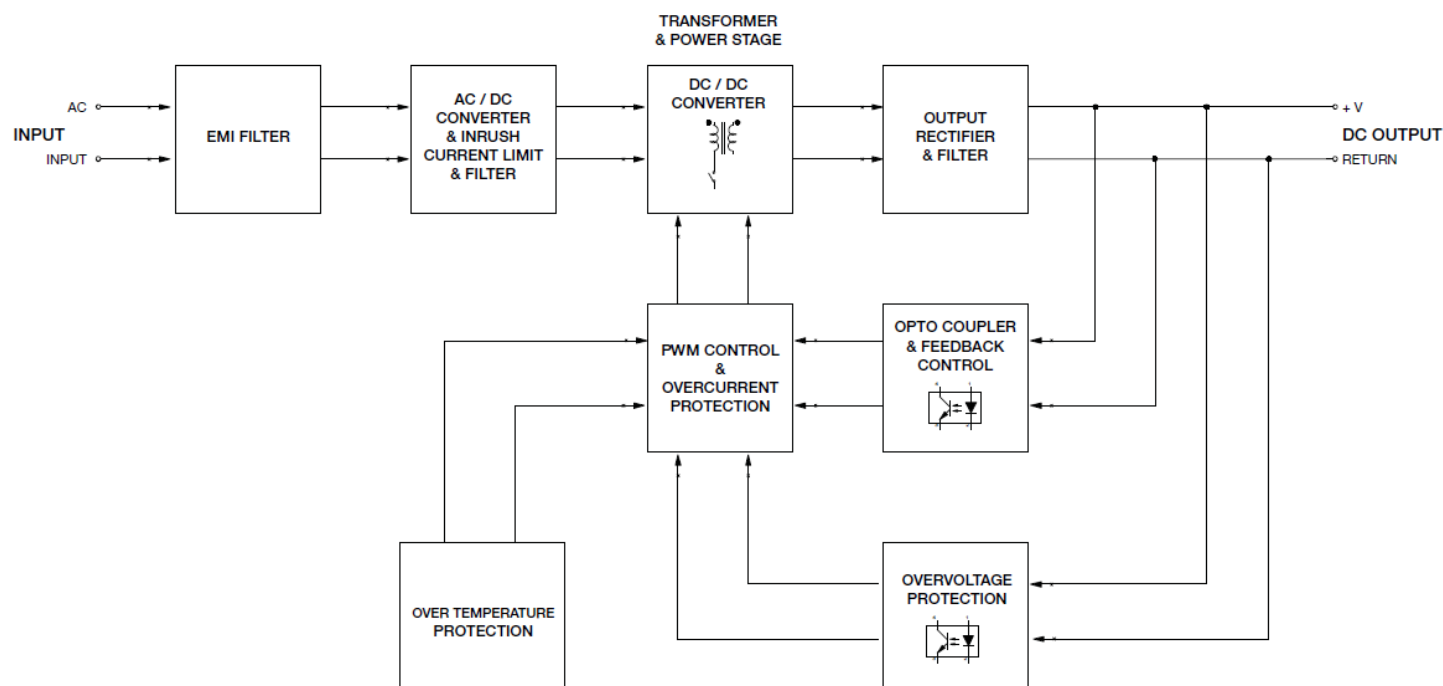 TRANSFORMER
& POWER STAGE
INPUT
AC
INPUT
EMI FILTER
AC / DC
CONVERTER
& INRUSH
CURRENT LIMIT
& FILTER
DC / DC
CONVERTER
OUTPUT
RECTIFIER
& FILTER
+ V
DC OUTPUT
RETURN
PWM CONTROL
&
OVERCURRENT
PROTECTION
OPTO COUPLER
& FEEDBACK
CONTROL
OVER TEMPERATURE
PROTECTION
OVERVOLTAGE
PROTECTION